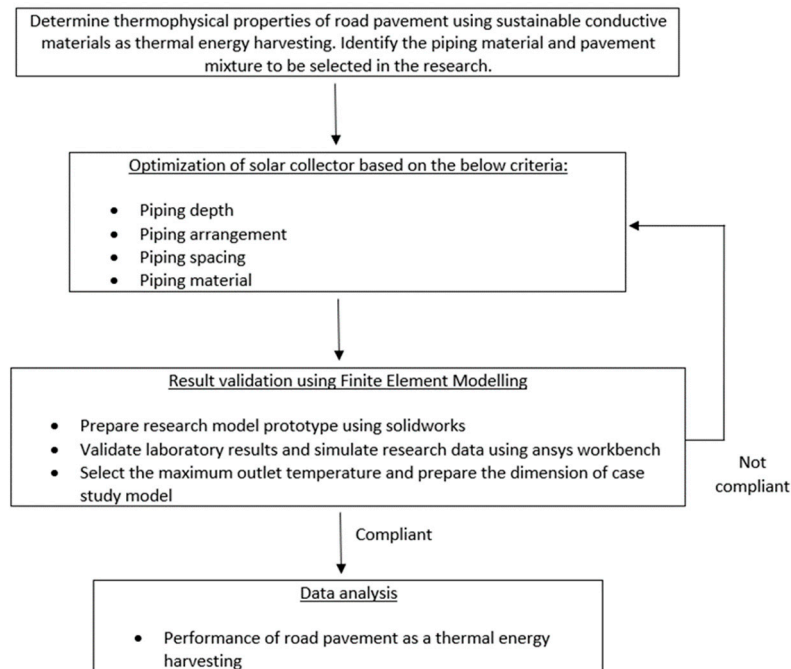 Determine thermophysical properties of road pavement using sustainable conductive
materials as thermal energy harvesting. Identify the piping material and pavement
mixture to be selected in the research.
Optimization of solar collector based on the below criteria:
• Piping depth
• Piping arrangement
• Piping spacing
• Piping material
Result validation using Finite Element Modelling
• Prepare research model prototype using solidworks
• Validate laboratory results and simulate research data using ansys workbench
• Select the maximum outlet temperature and prepare the dimension of case
study model
Not
compliant
Compliant
Data analysis
• Performance of road pavement as a thermal energy
harvesting